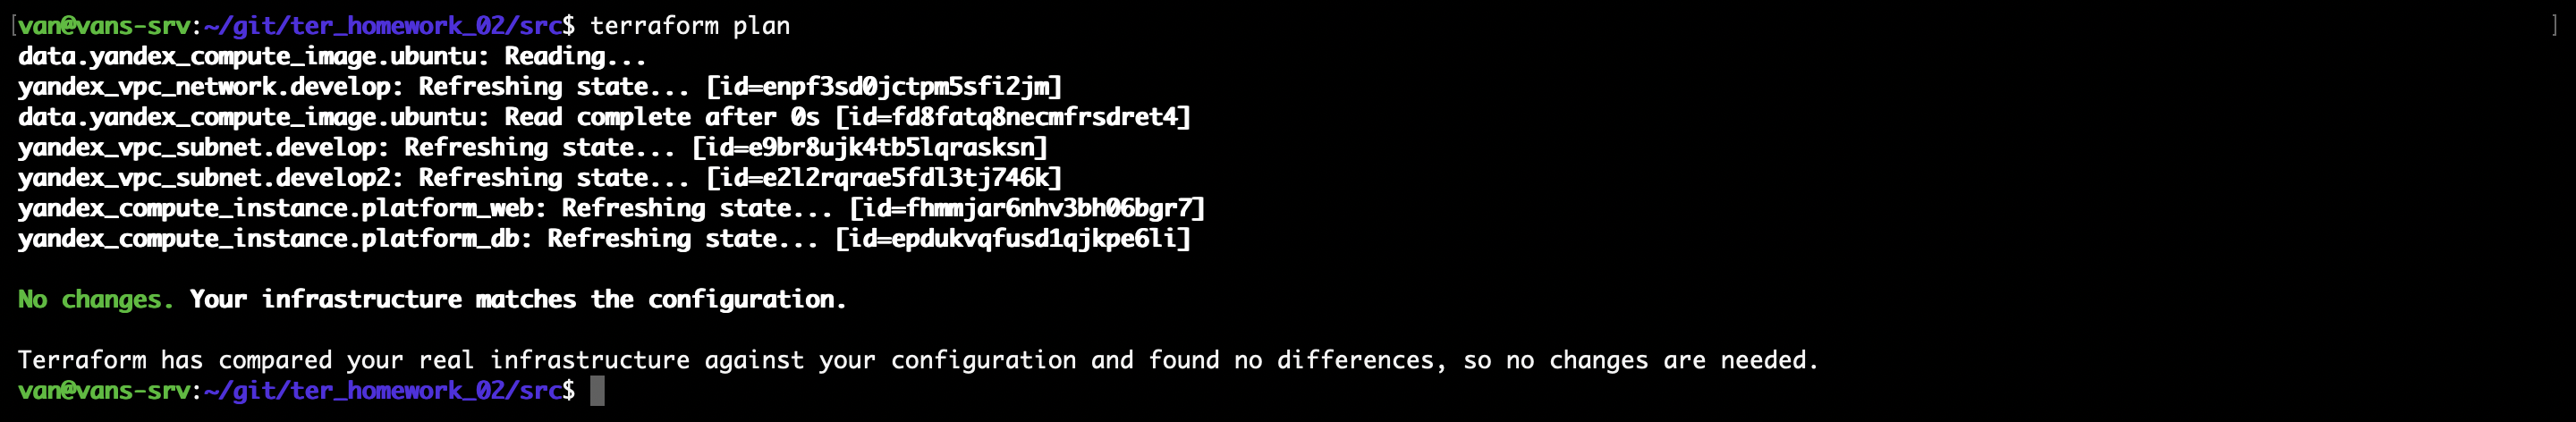 [van@vans-srv:~/git/ter_homework_02/src$ terraform plan ]
data.yandex_compute_image.ubuntu: Reading...
yandex_vpc_network.develop: Refreshing state... [id=enpf3sd0jctpm5sfi2jm]
data.yandex_compute_image.ubuntu: Read complete after 0s [id=fd8fatq8necmfrsdret4]
yandex_vpc_subnet.develop: Refreshing state... [id=e9br8ujk4tb5lqrasksn]
yandex_vpc_subnet.develop2: Refreshing state... [id=e2l2rqrae5fdl3tj746k]
yandex_compute_instance.platform_web: Refreshing state... [id=fhmmjar6nhv3bh06bgr7]
yandex_compute_instance.platform_db: Refreshing state... [id=epdukvqfusd1qjkpe6li]
No changes. Your infrastructure matches the configuration.
Terraform has compared your real infrastructure against your configuration and found no differences, so no changes are needed.
van@vans-srv:~/git/ter_homework_02/src$